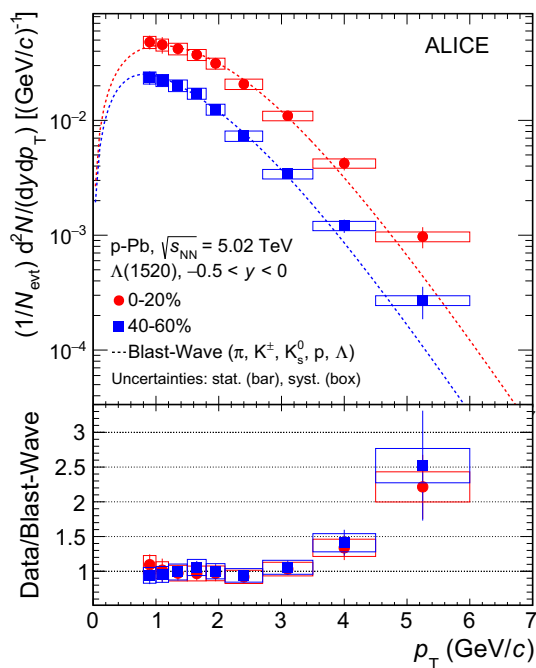 ALICE
(1/N_evt) d²N/(dydp_T) [(GeV/c)⁻¹]
10⁻²
10⁻³
10⁻⁴
p-Pb, √s_NN = 5.02 TeV
Λ(1520), −0.5 < y < 0
0-20%
40-60%
Blast-Wave (π, K^±, K_s^0, p, Λ)
Uncertainties: stat. (bar), syst. (box)
Data/Blast-Wave
3
2.5
2
1.5
1
0 1 2 3 4 5 6 7
p_T (GeV/c)